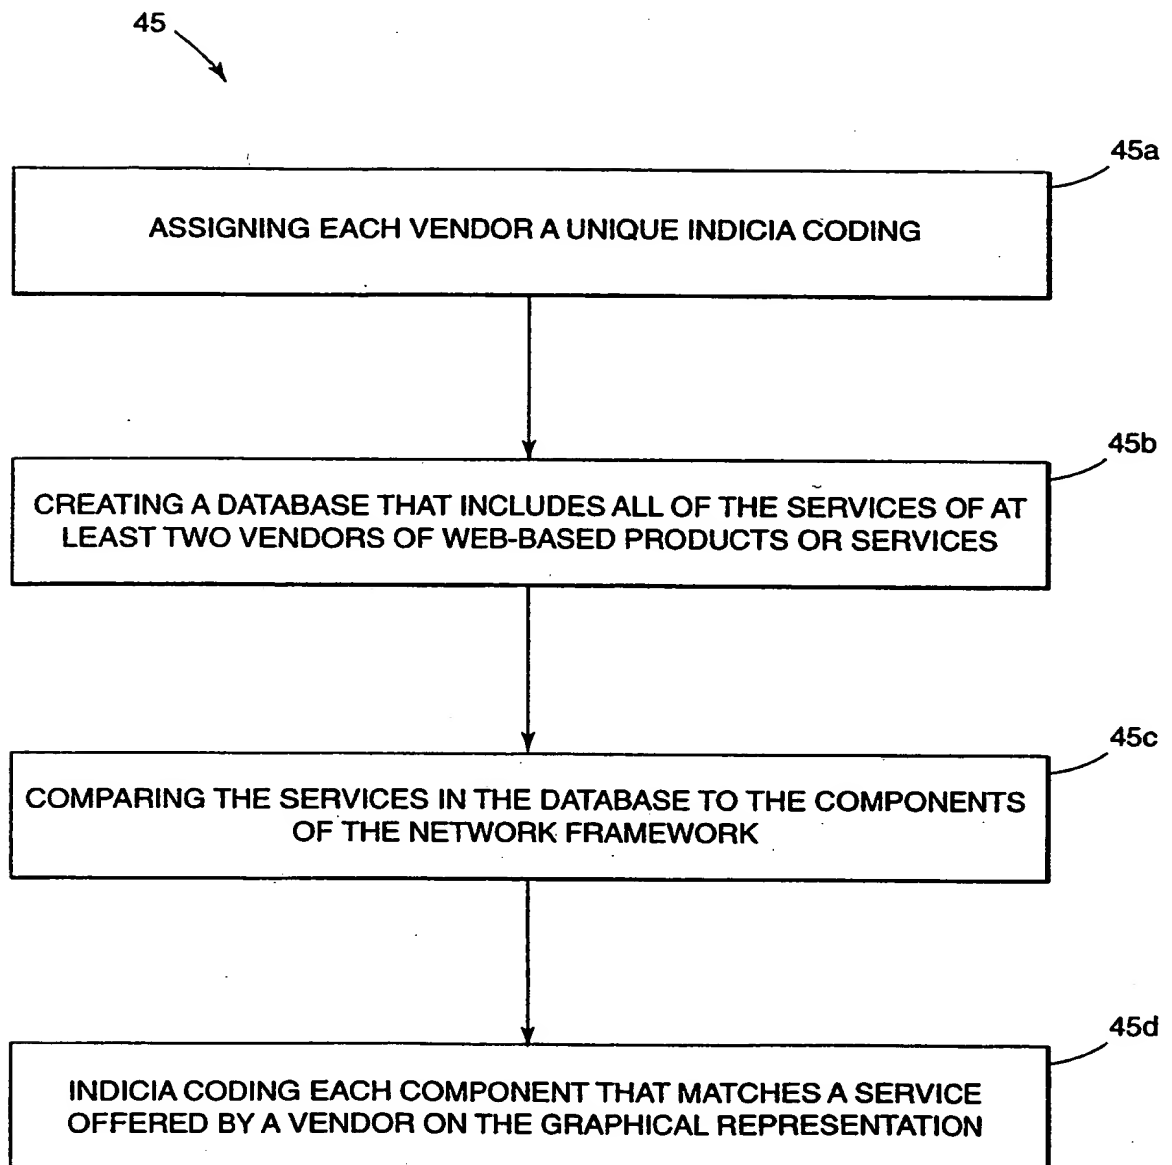 45
45a
ASSIGNING EACH VENDOR A UNIQUE INDICIA CODING
45b
CREATING A DATABASE THAT INCLUDES ALL OF THE SERVICES OF AT
LEAST TWO VENDORS OF WEB-BASED PRODUCTS OR SERVICES
45c
COMPARING THE SERVICES IN THE DATABASE TO THE COMPONENTS
OF THE NETWORK FRAMEWORK
45d
INDICIA CODING EACH COMPONENT THAT MATCHES A SERVICE
OFFERED BY A VENDOR ON THE GRAPHICAL REPRESENTATION